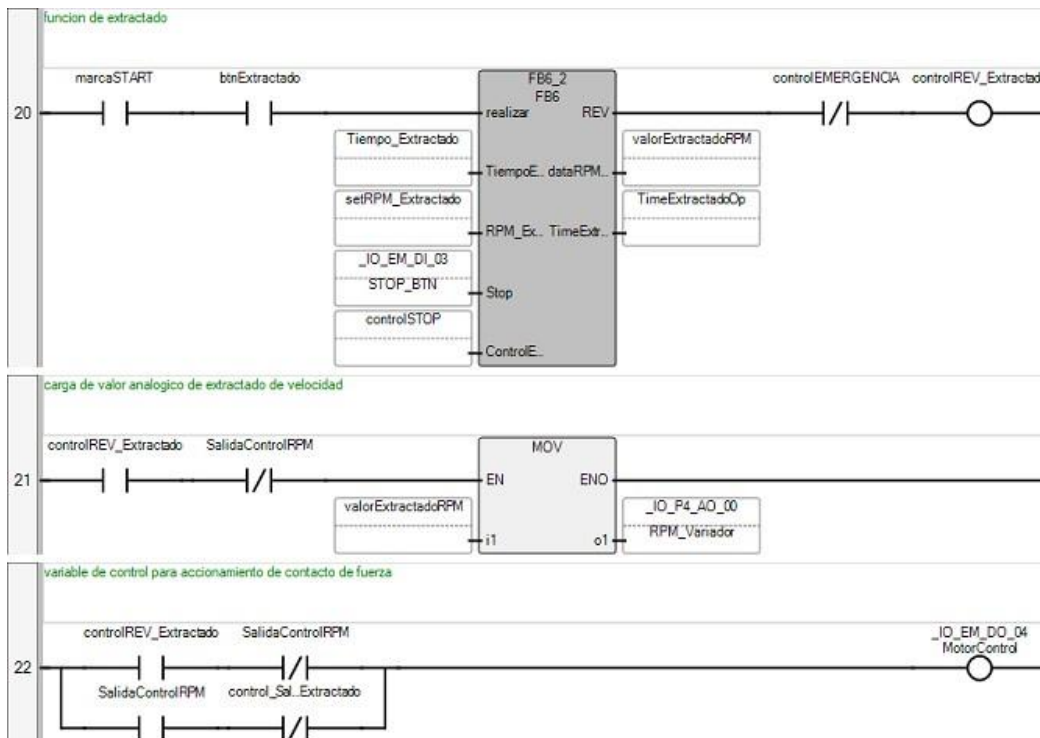 funcion de extractado
marcaSTART btnExtractado FB6_2 controlEMERGENCIA controlREV_Extractad
FB6
20 realizar REV
Tiempo_Extractado valorExtractadoRPM
TiempoE.. dataRPM...
setRPM_Extractado TimeExtractadoOp
RPM_Ex.. TimeExtr..
_IO_EM_DI_03
STOP_BTN Stop
controlSTOP
ControlE..
carga de valor analogico de extractado de velocidad
controlREV_Extractado SalidaControlRPM MOV
21 EN ENO
valorExtractadoRPM _IO_P4_AO_00
i1 o1 RPM_Variador
variable de control para accionamiento de contacto de fuerza
controlREV_Extractado SalidaControlRPM _IO_EM_DO_04
MotorControl
22
SalidaControlRPM control_Sal..Extractado